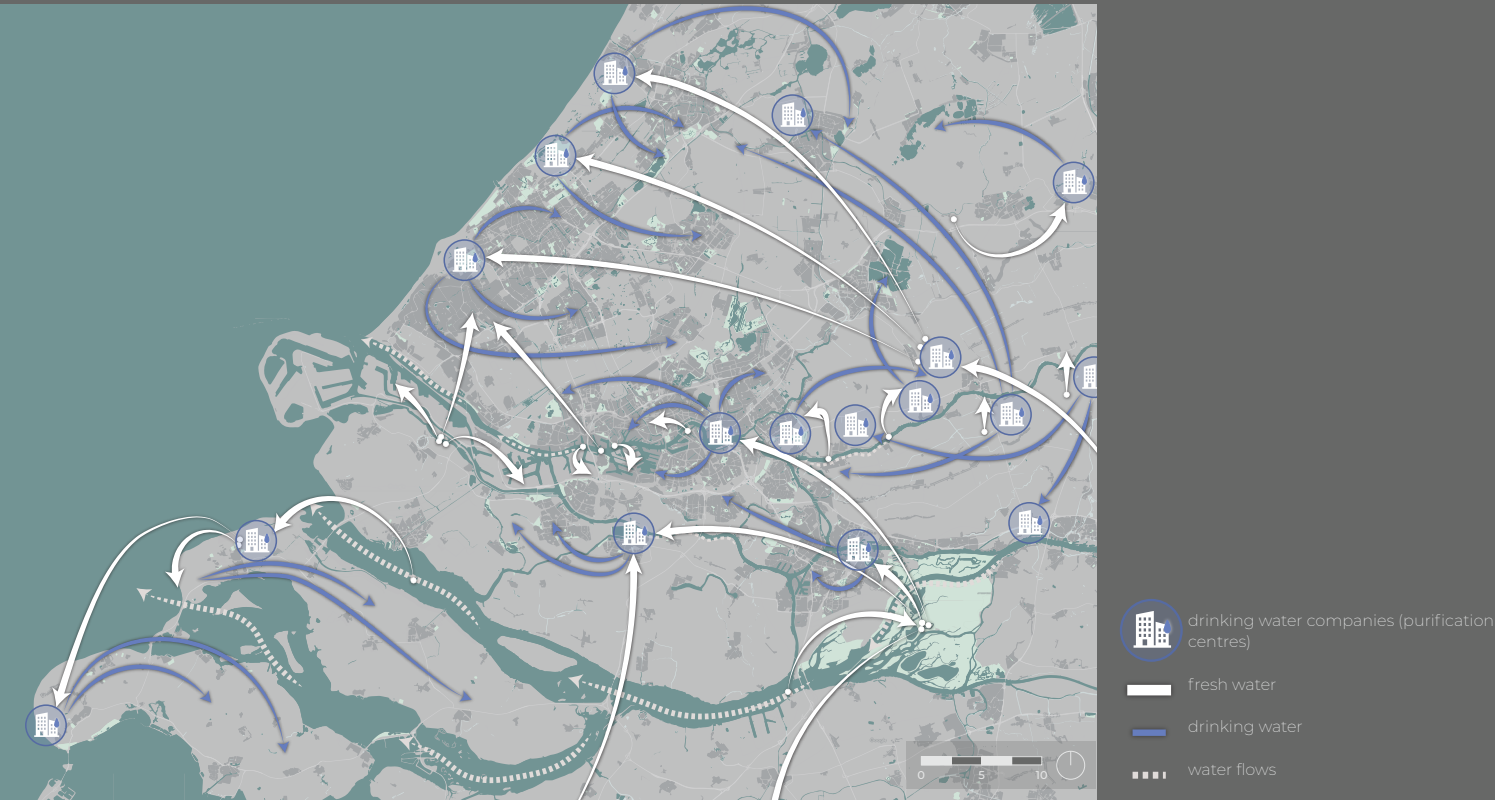 drinking water companies (purification
centres)
fresh water
drinking water
water flows
0 5 10